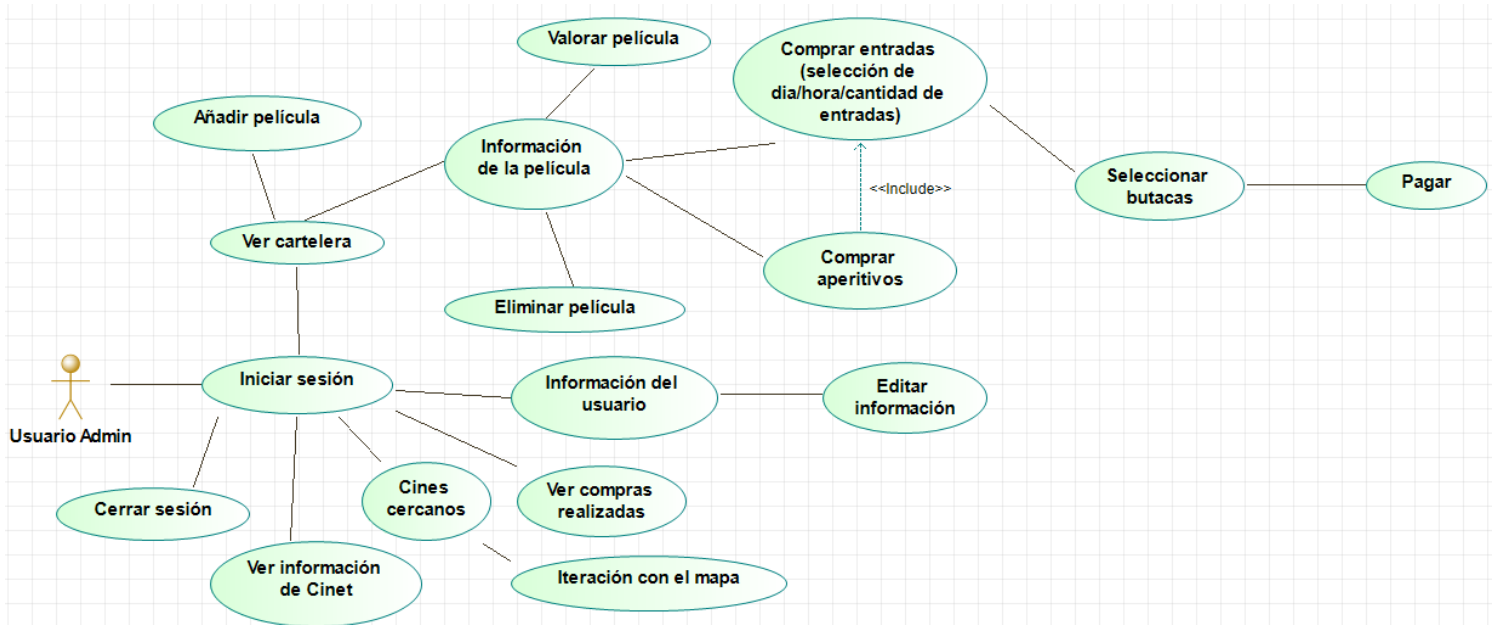 Valorar película
Comprar entradas
(selección de
dia/hora/cantidad de
entradas)
Añadir película
Información
de la película
<<Include>>
Seleccionar
butacas
Pagar
Ver cartelera
Comprar
aperitivos
Eliminar película
Iniciar sesión
Información del
usuario
Editar
información
Usuario Admin
Cerrar sesión
Cines
cercanos
Ver compras
realizadas
Ver información
de Cinet
Iteración con el mapa